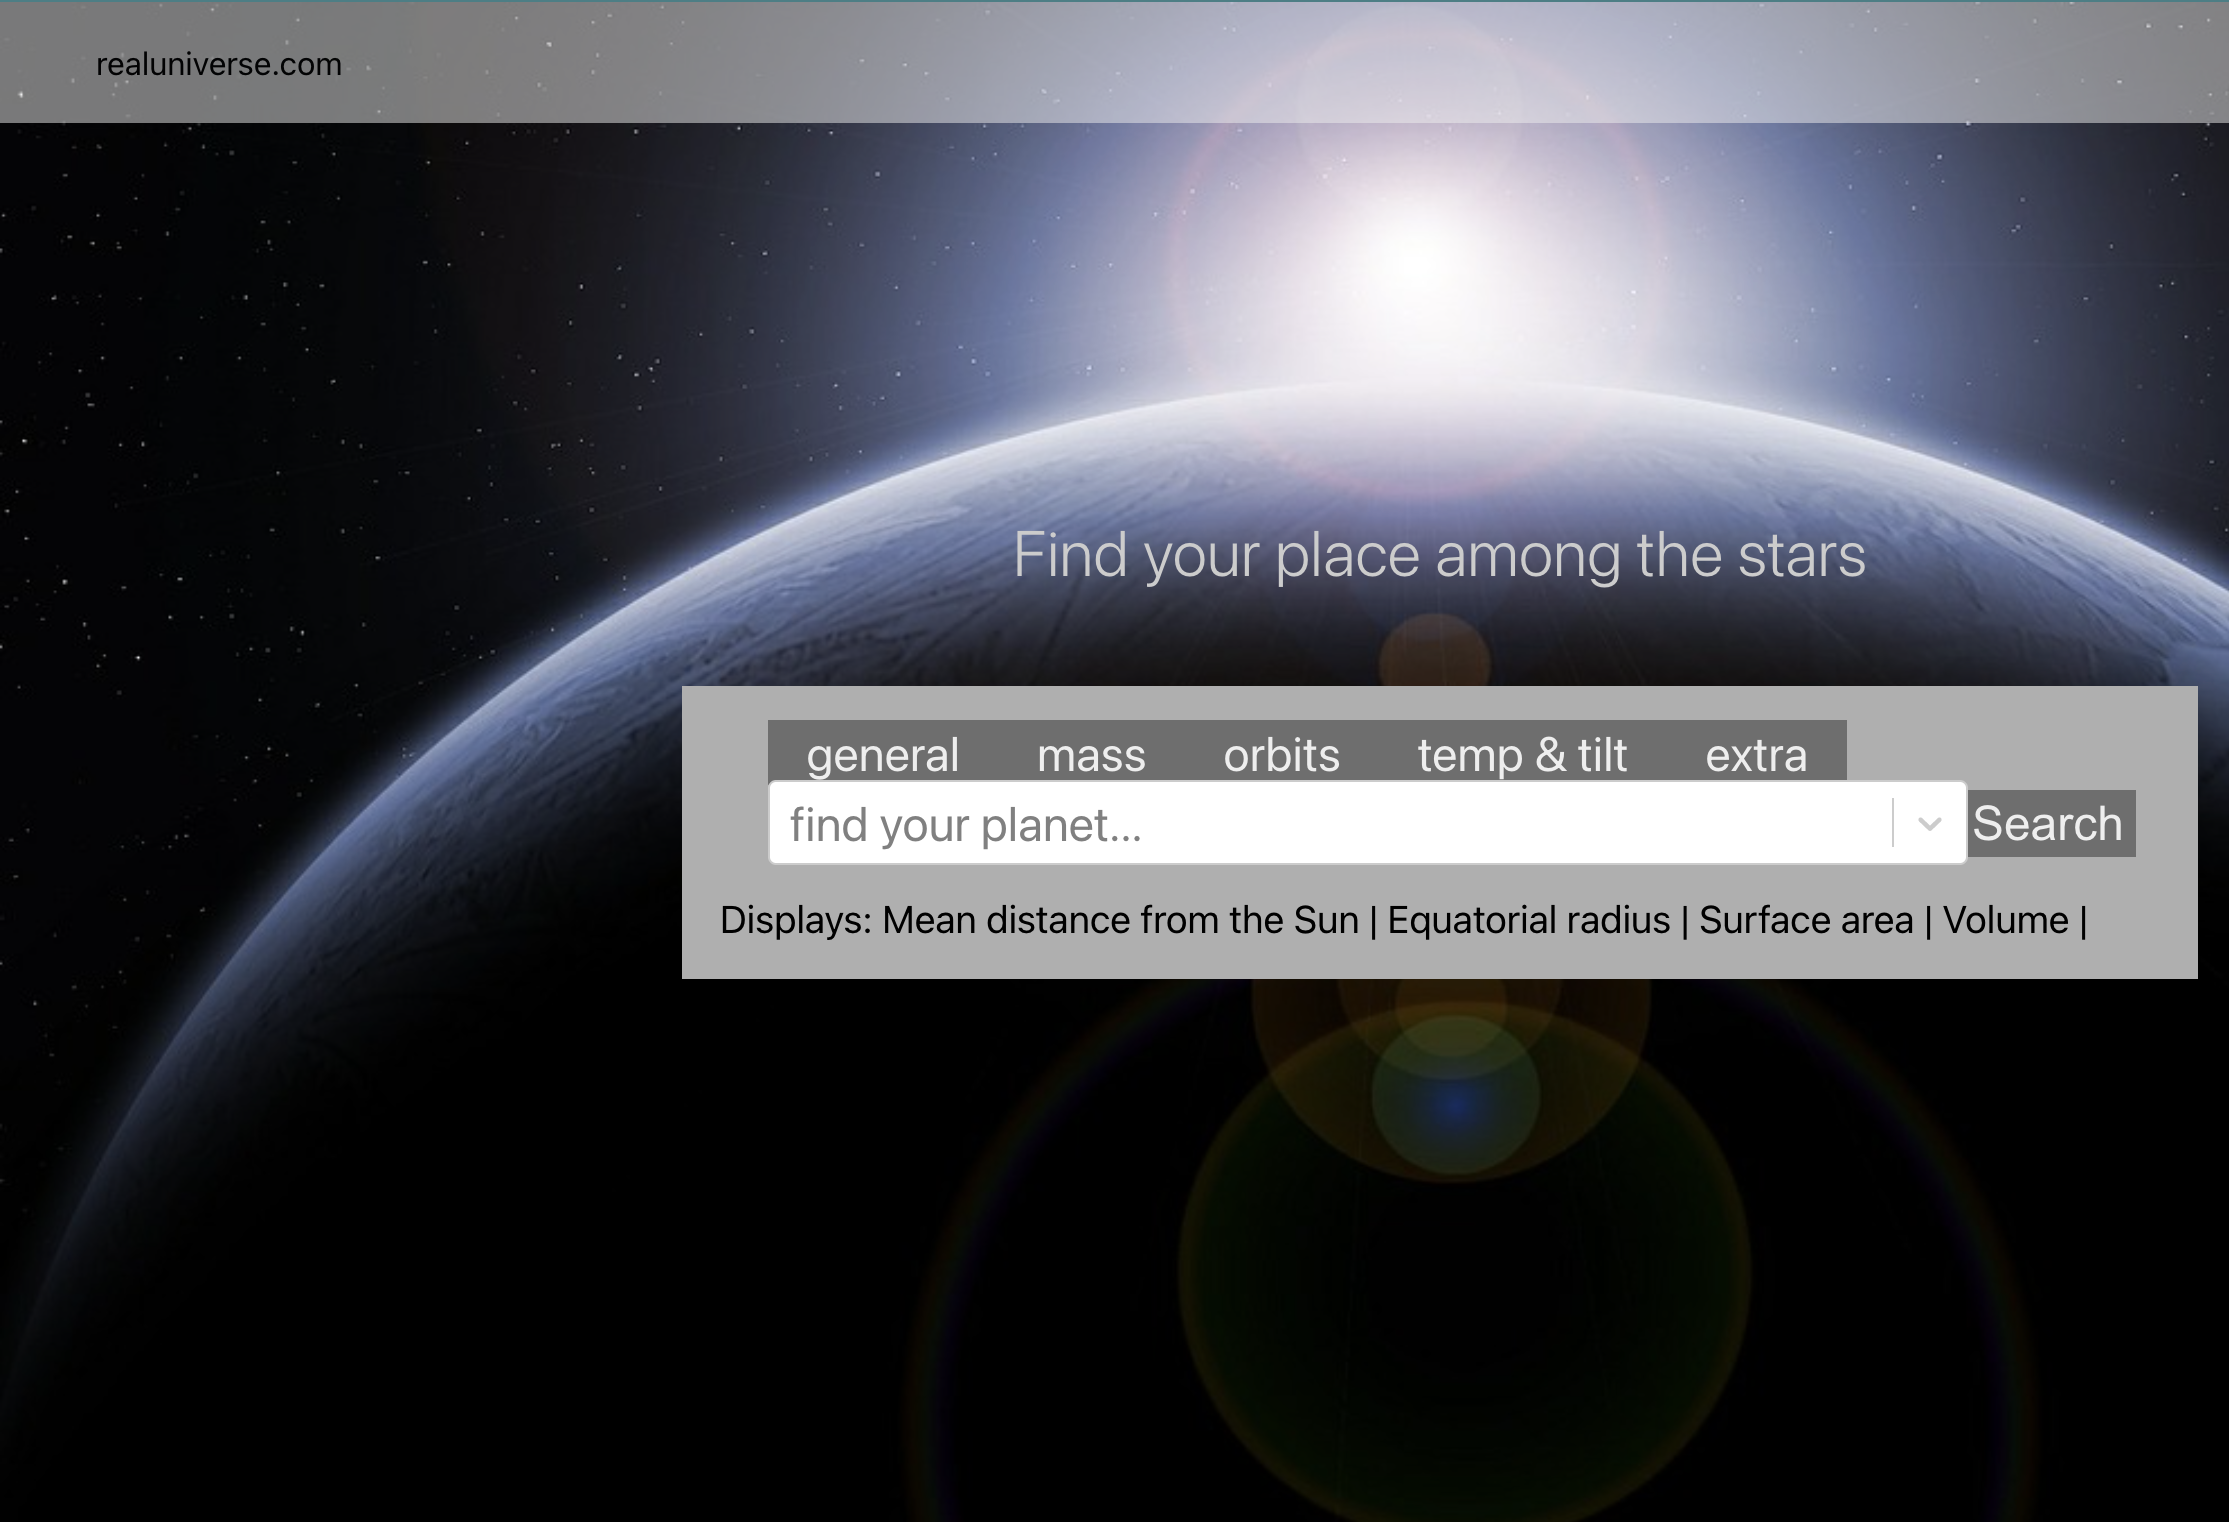 realuniverse.com
Find your place among the stars
general mass orbits temp & tilt extra
find your planet... Search
Displays: Mean distance from the Sun | Equatorial radius | Surface area | Volume |